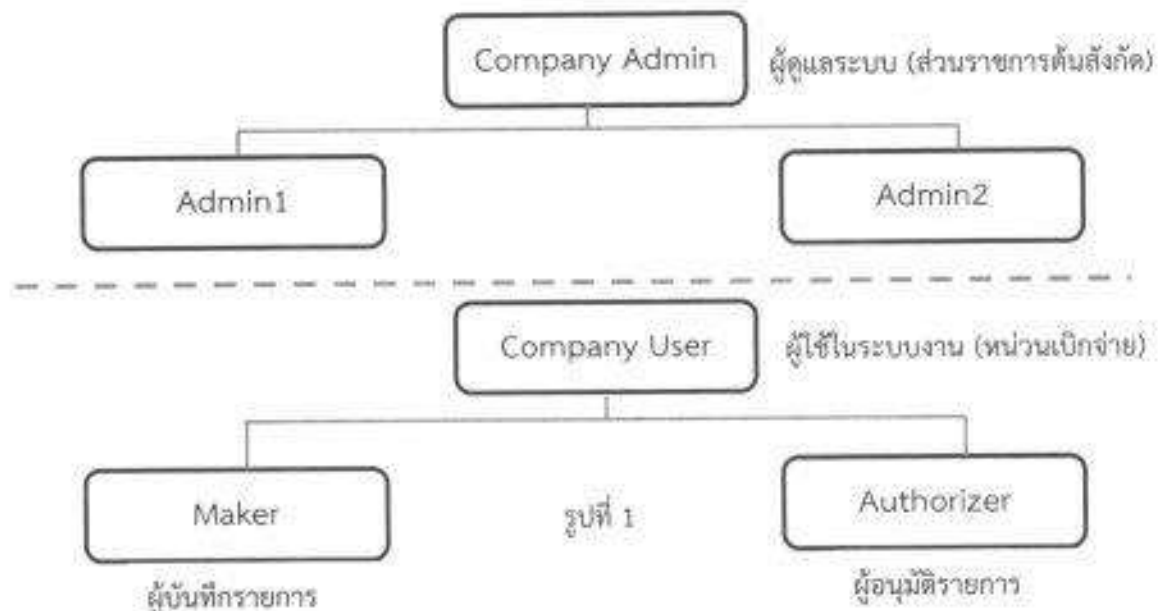 Company Admin
ผู้ดูแลระบบ (ส่วนราชการต้นสังกัด)
Admin1
Admin2
Company User
ผู้ใช้ในระบบงาน (หน่วนเบิกจ่าย)
Maker
รูปที่ 1
Authorizer
ผู้บันทึกรายการ
ผู้อนุมัติรายการ